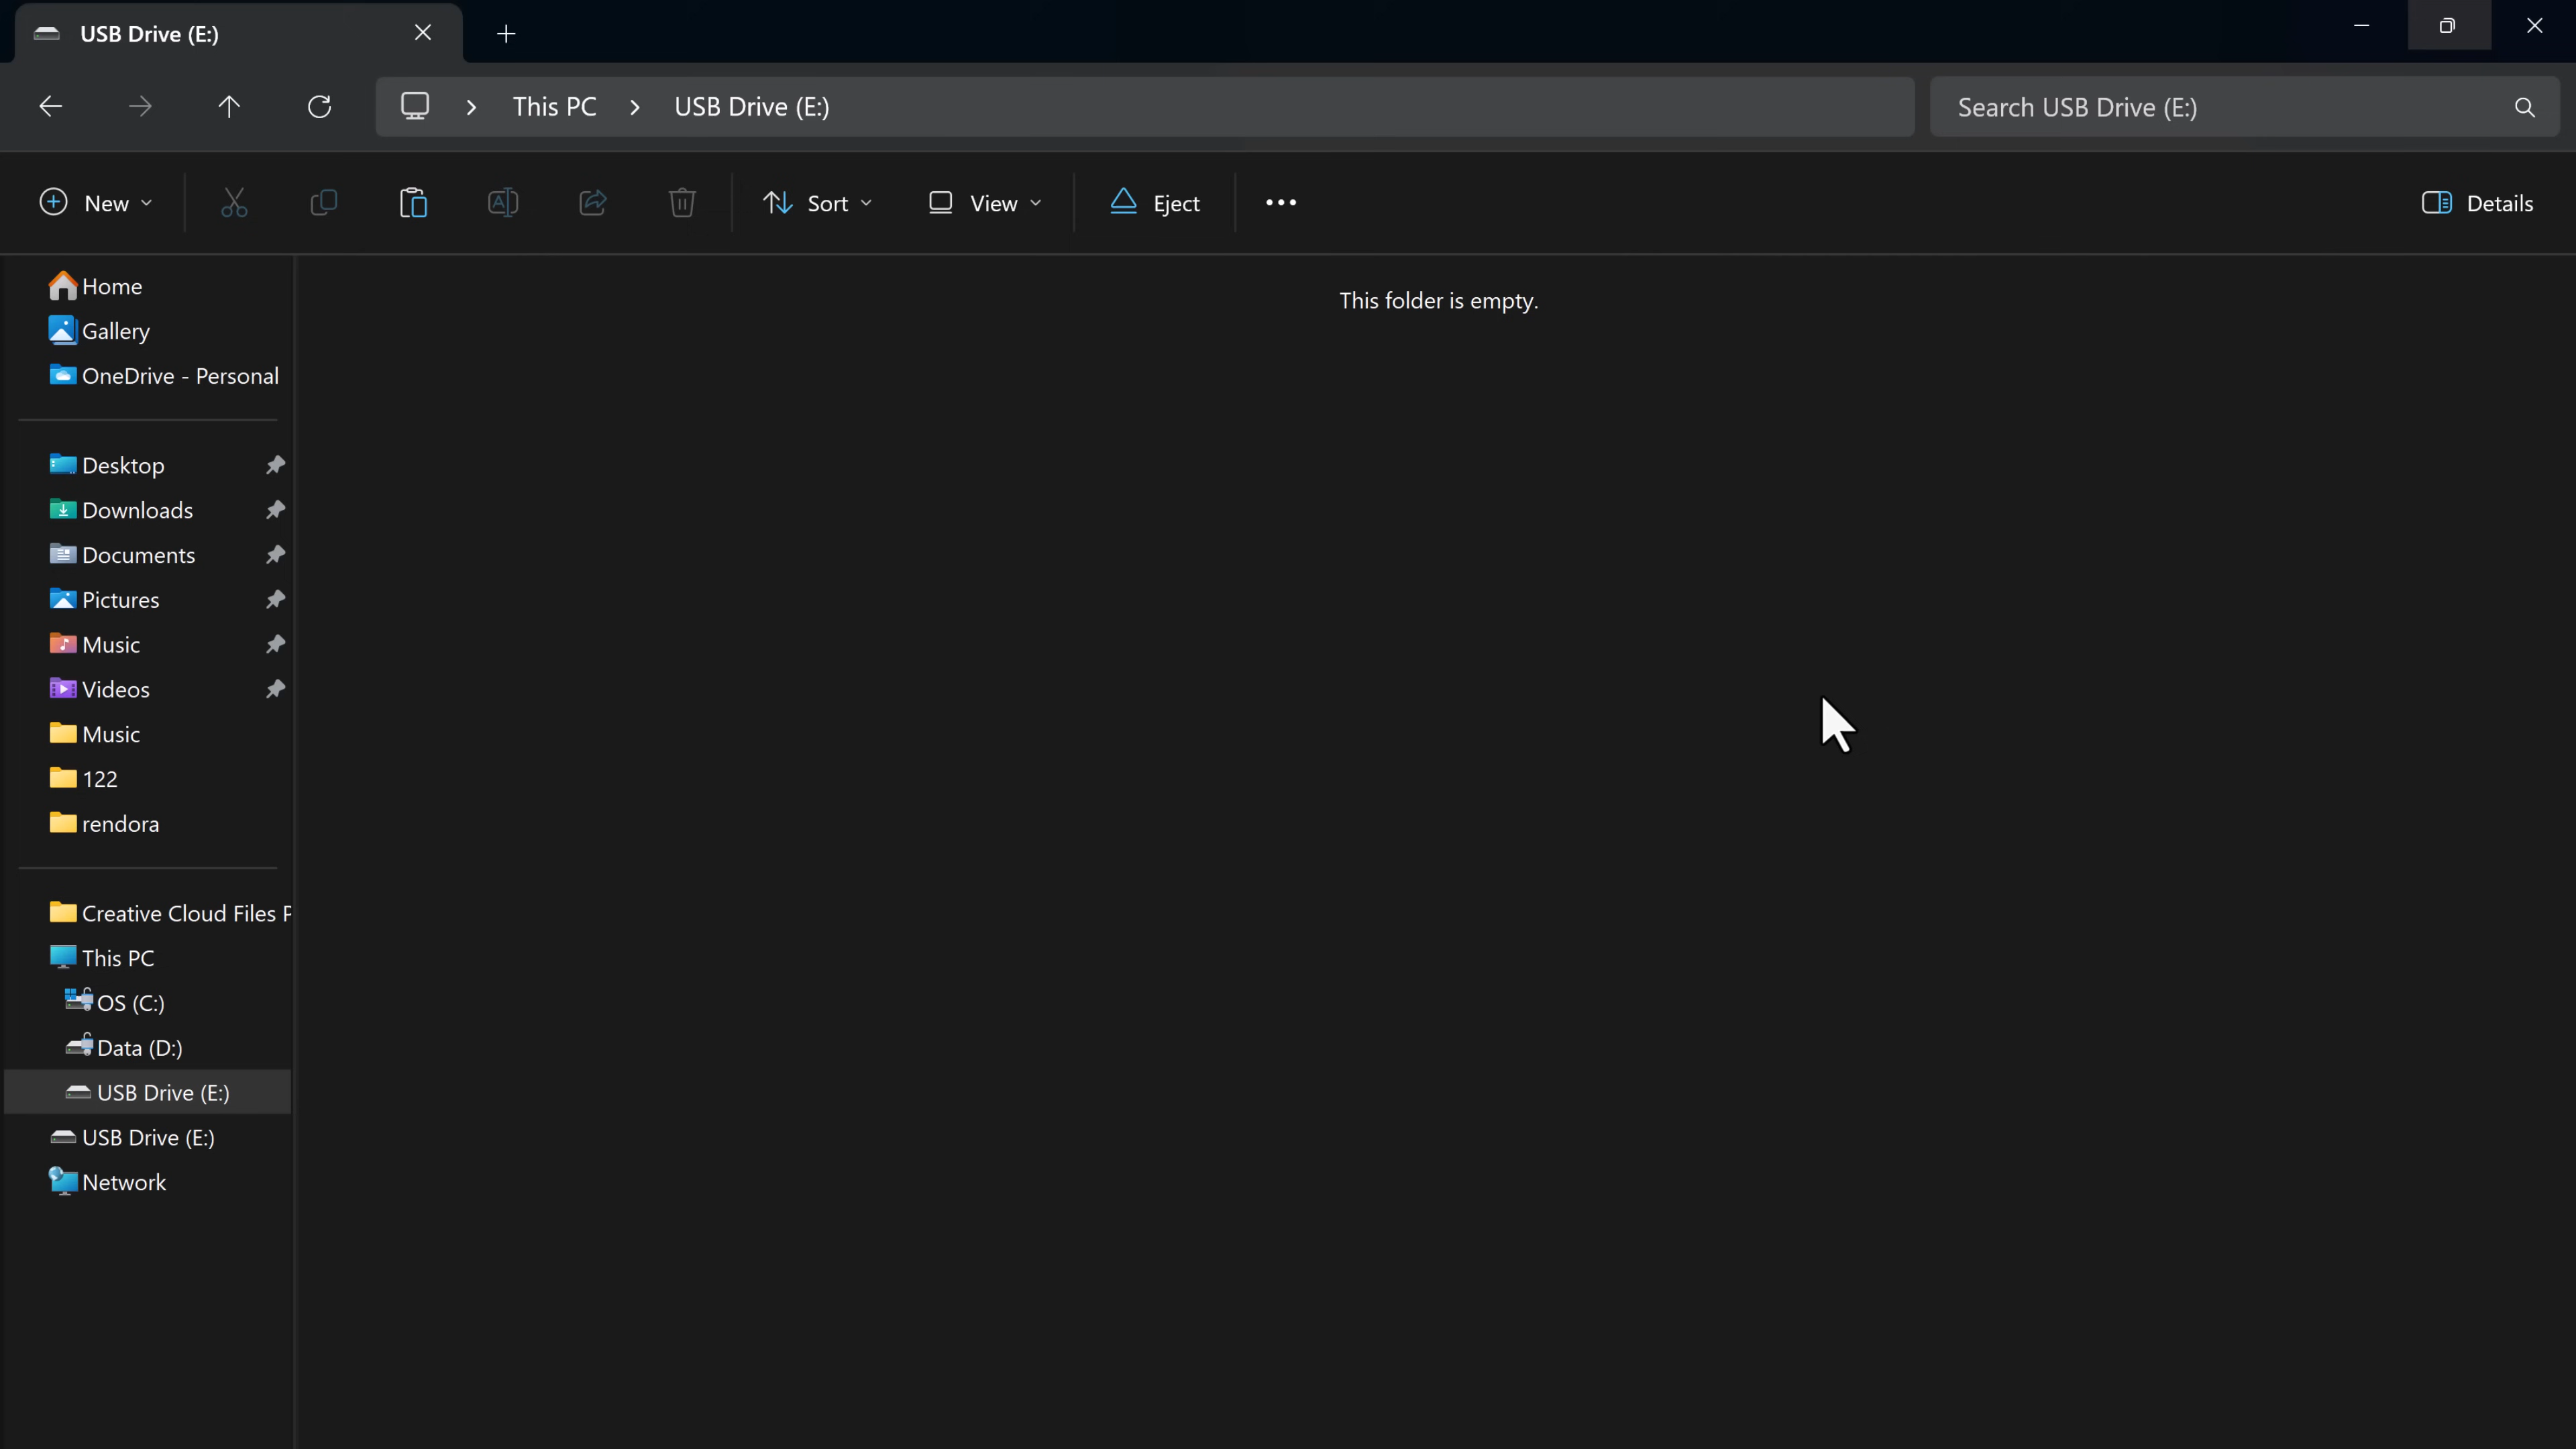 USB Drive (E:)
This PC
USB Drive (E:)
Search USB Drive (E:)
New
Sort
View
Eject
Details
Home
Gallery
OneDrive - Personal
Desktop
Downloads
Documents
Pictures
Music
Videos
Music
122
rendora
Creative Cloud Files P
This PC
OS (C:)
Data (D:)
USB Drive (E:)
USB Drive (E:)
Network
This folder is empty.